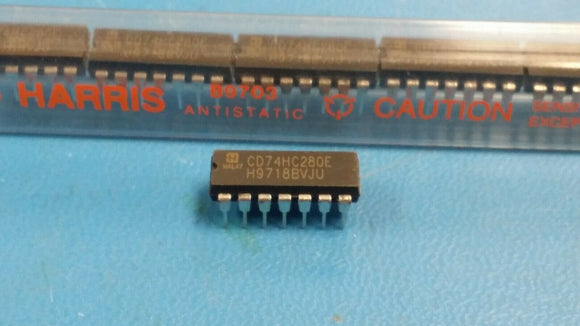 HARRIS
B9703
ANTISTATIC
CAUTION
CD74HC280E
H9718BVJU